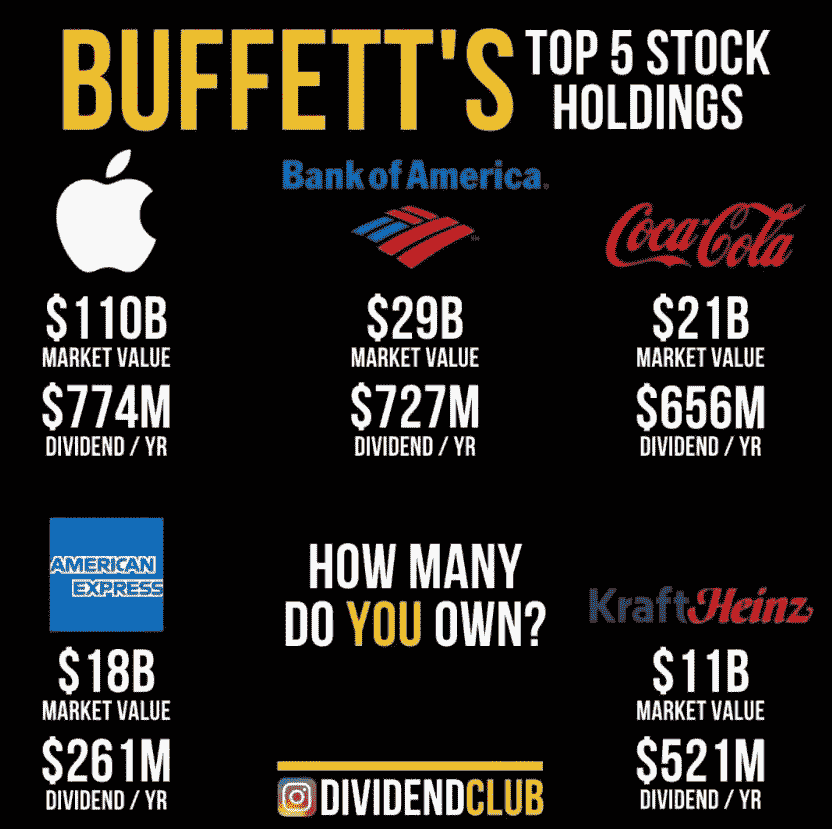 BUFFETT'S TOP 5 STOCK
HOLDINGS
Bank of America.
Coca-Cola
$110B
MARKET VALUE
$774M
DIVIDEND / YR
$29B
MARKET VALUE
$727M
DIVIDEND / YR
$21B
MARKET VALUE
$656M
DIVIDEND / YR
AMERICAN
EXPRESS
$18B
MARKET VALUE
$261M
DIVIDEND / YR
HOW MANY
DO YOU OWN?
DIVIDENDCLUB
KraftHeinz
$11B
MARKET VALUE
$521M
DIVIDEND / YR